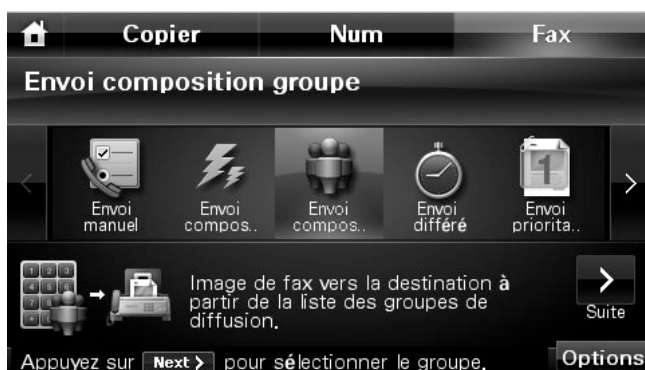 Copier Num Fax
Envoi composition groupe
Envoi manuel
Envoi compos..
Envoi compos..
Envoi différé
Envoi priorita..
1
Image de fax vers la destination à
partir de la liste des groupes de
diffusion.
Suite
Appuyez sur Next > pour sélectionner le groupe.
Options